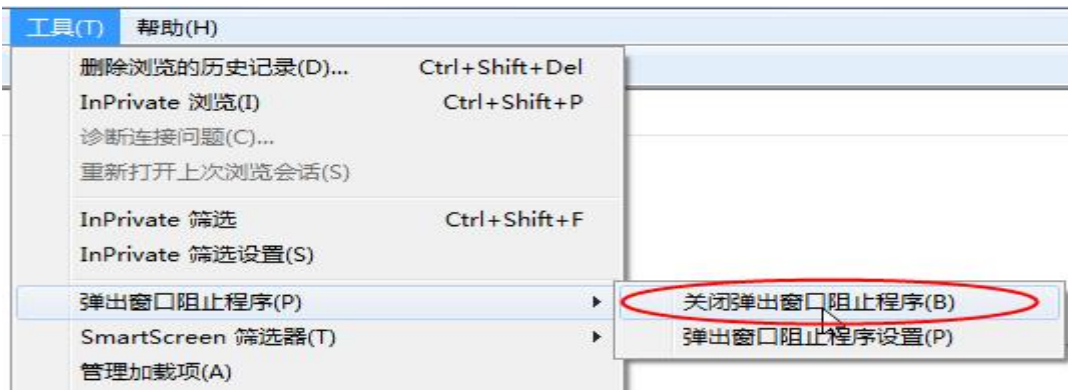 工具(T) 帮助(H)
删除浏览的历史记录(D)... Ctrl+Shift+Del
InPrivate 浏览(I) Ctrl+Shift+P
诊断连接问题(C)...
重新打开上次浏览会话(S)
InPrivate 筛选 Ctrl+Shift+F
InPrivate 筛选设置(S)
弹出窗口阻止程序(P) 关闭弹出窗口阻止程序(B)
SmartScreen 筛选器(T) 弹出窗口阻止程序设置(P)
管理加载项(A)